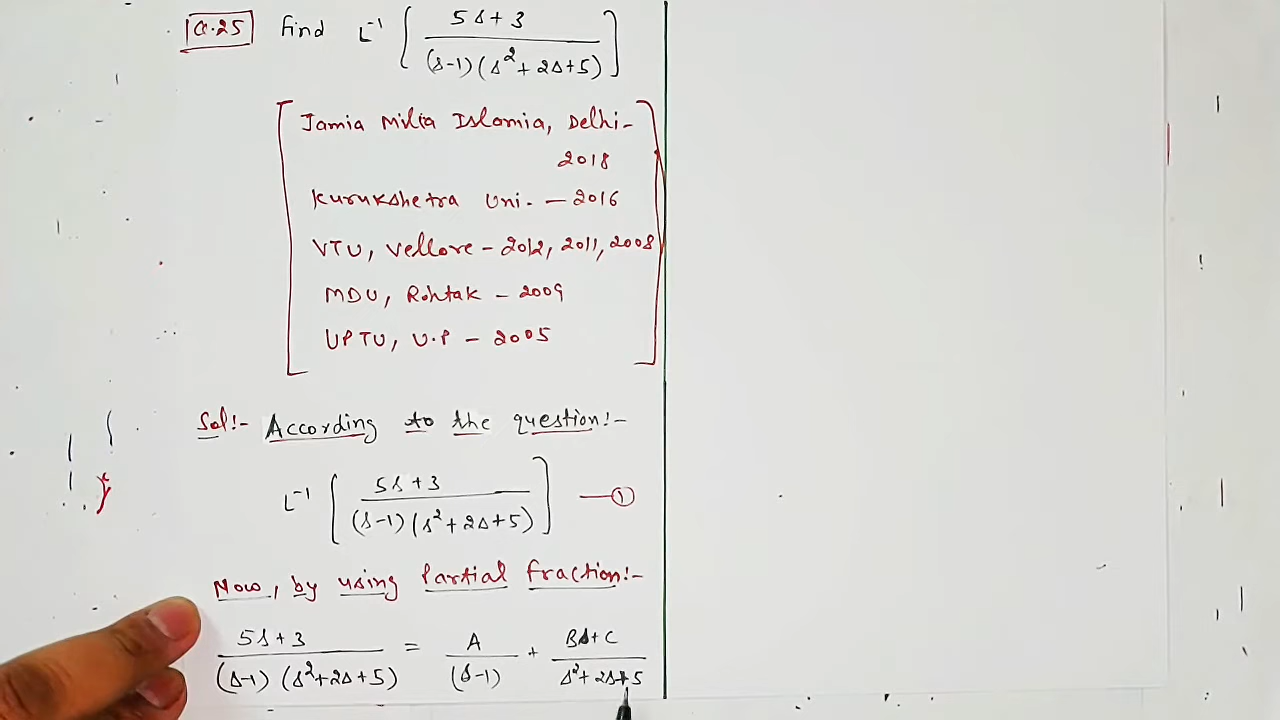 Q.25 Find L⁻¹ [ (5s+3) / ((s-1)(s²+2s+5)) ]
[ Jamia Milia Islamia, Delhi -
2018
Kurukshetra Uni. - 2016
VTU, Vellore - 2012, 2011, 2008
MDU, Rohtak - 2009
UPTU, U.P - 2005 ]
Sol:- According to the question:-
L⁻¹ [ (5s+3) / ((s-1)(s²+2s+5)) ] — ①
Now, by using Partial fraction:-
(5s+3) / ((s-1)(s²+2s+5)) = A / (s-1) + (Bs+C) / (s²+2s+5)